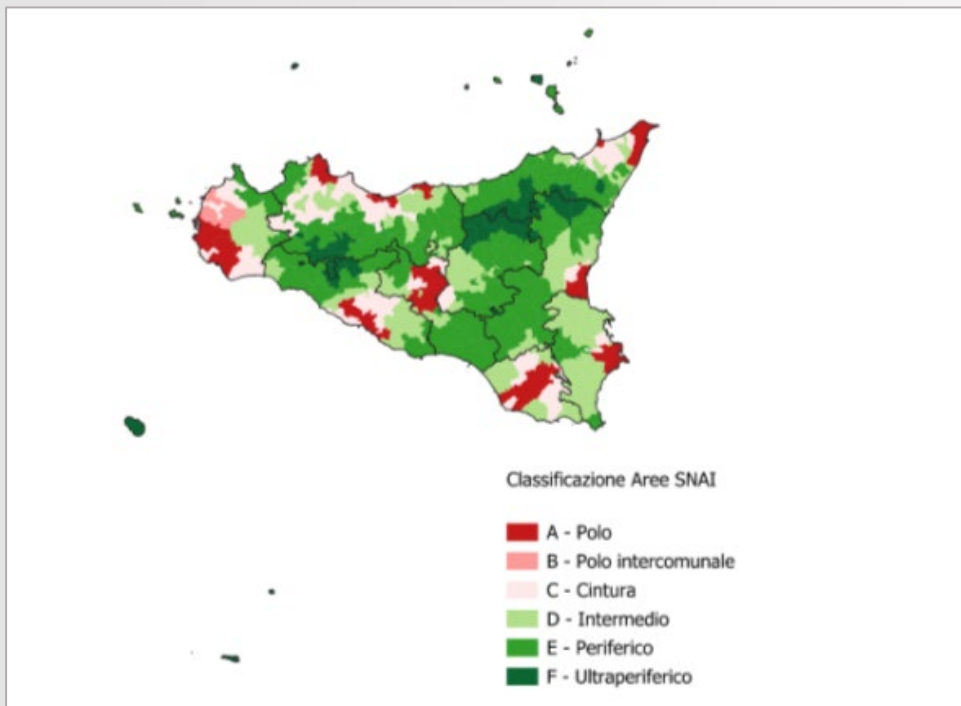 Classificazione Aree SNAI
A - Polo
B - Polo intercomunale
C - Cintura
D - Intermedio
E - Periferico
F - Ultraperiferico